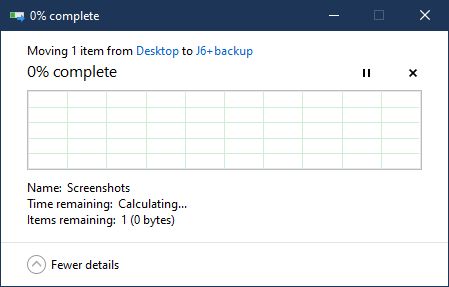 0% complete
Moving 1 item from Desktop to J6+backup
0% complete
Name: Screenshots
Time remaining: Calculating...
Items remaining: 1 (0 bytes)
Fewer details